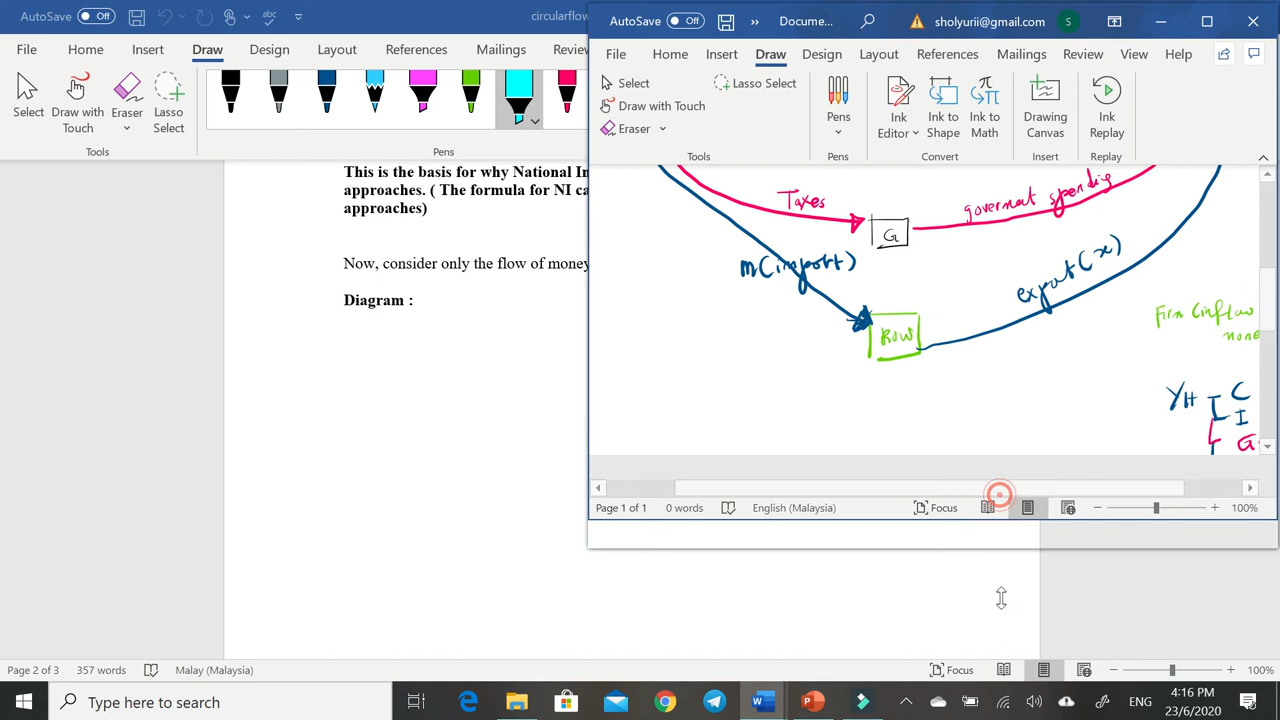 AutoSave Off circularflow
File Home Insert Draw Design Layout References Mailings Review
Select Draw with Touch Eraser Lasso Select
Tools Pens
This is the basis for why National In
approaches. ( The formula for NI ca
approaches)
Now, consider only the flow of money
Diagram :
AutoSave Off Docume... sholyurii@gmail.com S
File Home Insert Draw Design Layout References Mailings Review View Help
Select Lasso Select
Draw with Touch
Eraser
Pens
Ink Editor
Ink to Shape
Ink to Math
Drawing Canvas
Ink Replay
Tools Pens Convert Insert Replay
Taxes
governat spending
G
m(import)
export(x)
ROW
Firm Cinflow
none
YH
C
I
I
G
Page 1 of 1 0 words English (Malaysia) Focus 100%
Page 2 of 3 357 words Malay (Malaysia) Focus 100%
Type here to search
ENG
4:16 PM
23/6/2020